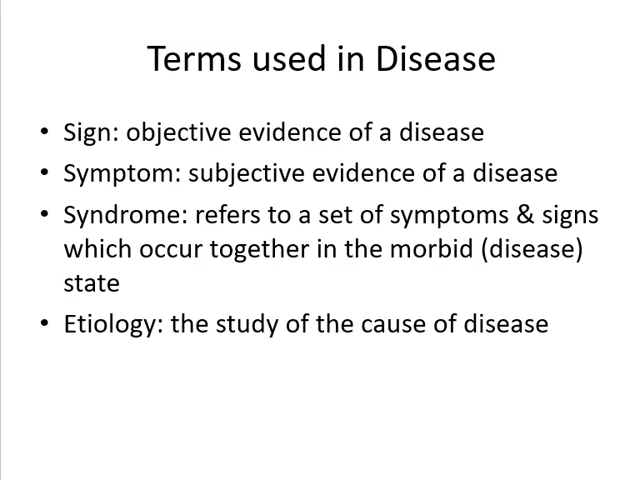 Terms used in Disease
• Sign: objective evidence of a disease
• Symptom: subjective evidence of a disease
• Syndrome: refers to a set of symptoms & signs
which occur together in the morbid (disease)
state
• Etiology: the study of the cause of disease